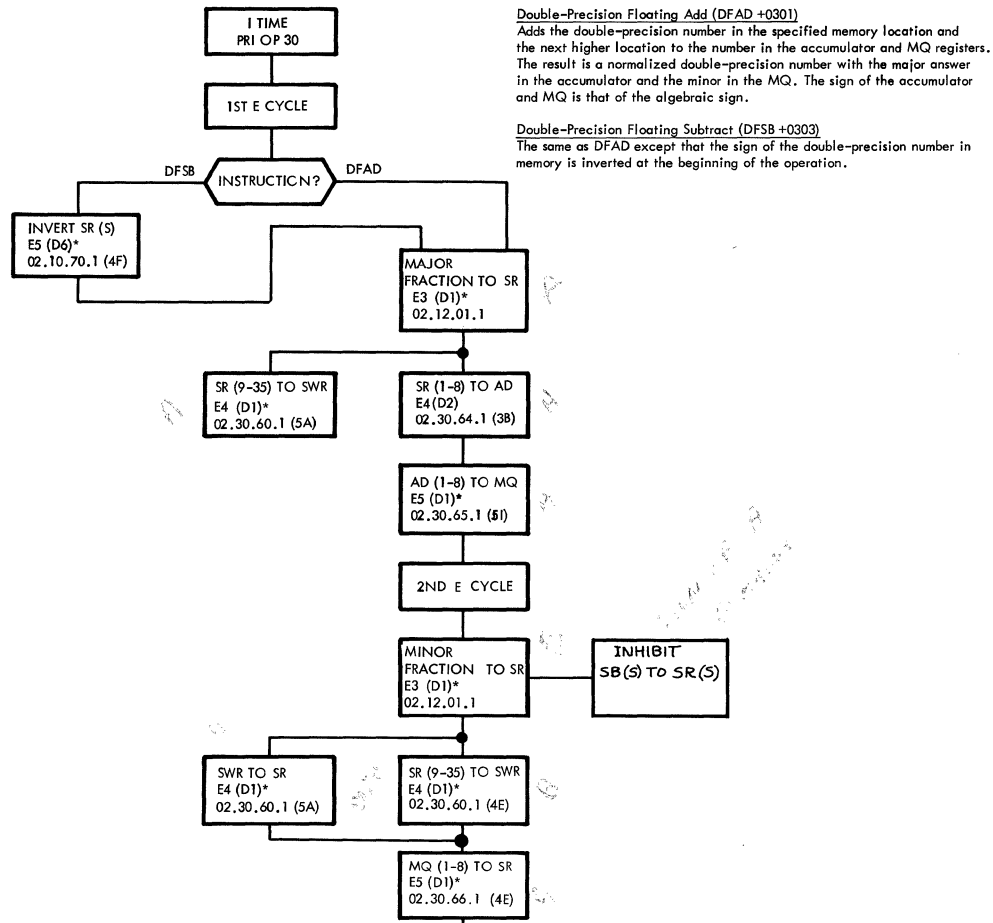 I TIME
PRI OP 30
Double-Precision Floating Add (DFAD +0301)
Adds the double-precision number in the specified memory location and
the next higher location to the number in the accumulator and MQ registers.
The result is a normalized double-precision number with the major answer
in the accumulator and the minor in the MQ. The sign of the accumulator
and MQ is that of the algebraic sign.
Double-Precision Floating Subtract (DFSB +0303)
The same as DFAD except that the sign of the double-precision number in
memory is inverted at the beginning of the operation.
1ST E CYCLE
DFSB
INSTRUCTION?
DFAD
INVERT SR (S)
E5 (D6)*
02.10.70.1 (4F)
MAJOR
FRACTION TO SR
E3 (D1)*
02.12.01.1
SR (9-35) TO SWR
E4 (D1)*
02.30.60.1 (5A)
SR (1-8) TO AD
E4(D2)
02.30.64.1 (3B)
AD (1-8) TO MQ
E5 (D1)*
02.30.65.1 (5I)
2ND E CYCLE
MINOR
FRACTION TO SR
E3 (D1)*
02.12.01.1
INHIBIT
SB(S) TO SR(S)
SWR TO SR
E4 (D1)*
02.30.60.1 (5A)
SR (9-35) TO SWR
E4 (D1)*
02.30.60.1 (4E)
MQ (1-8) TO SR
E5 (D1)*
02.30.66.1 (4E)